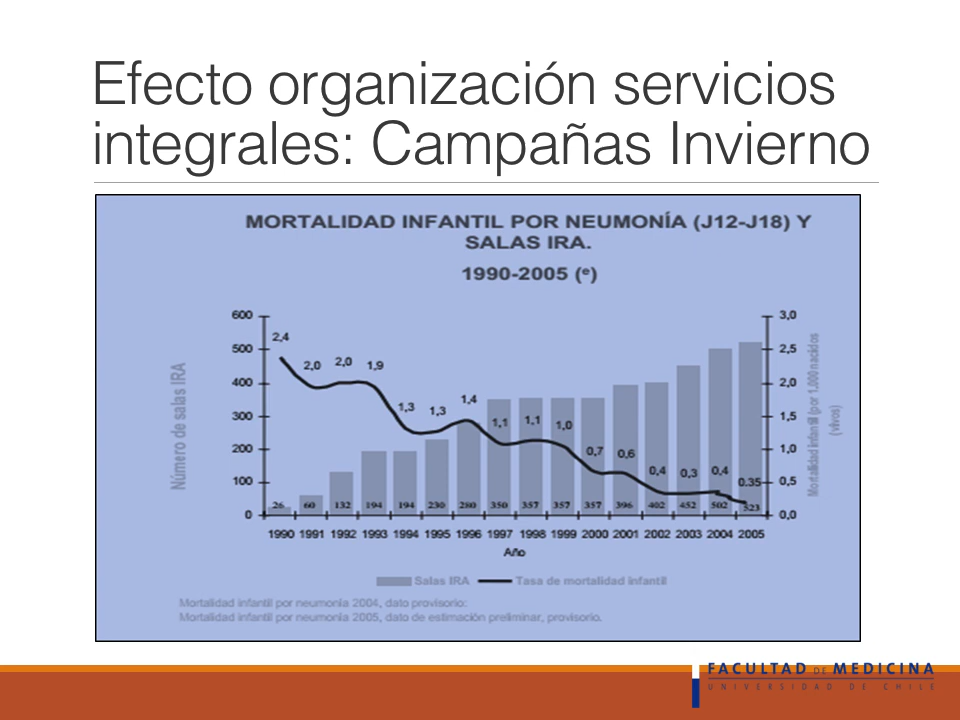 Efecto organización servicios
integrales: Campañas Invierno
MORTALIDAD INFANTIL POR NEUMONÍA (J12-J18) Y
SALAS IRA.
1990-2005 (e)
600
500
400
300
200
100
0
Número de salas IRA
3,0
2,5
2,0
1,5
1,0
0,5
0,0
Mortalidad infantil (por 1.000 nacidos
(vivos)
2,4 2,0 2,0 1,9 1,3 1,3 1,4 1,1 1,1 1,0 0,7 0,6 0,4 0,3 0,4 0.35
26 60 132 194 194 230 280 350 357 357 357 396 402 452 502 523
1990 1991 1992 1993 1994 1995 1996 1997 1998 1999 2000 2001 2002 2003 2004 2005
Año
Salas IRA Tasa de mortalidad infantil
Mortalidad infantil por neumonía 2004, dato provisorio:
Mortalidad infantil por neumonía 2005, dato de estimación preliminar, provisorio.
FACULTAD DE MEDICINA
UNIVERSIDAD DE CHILE